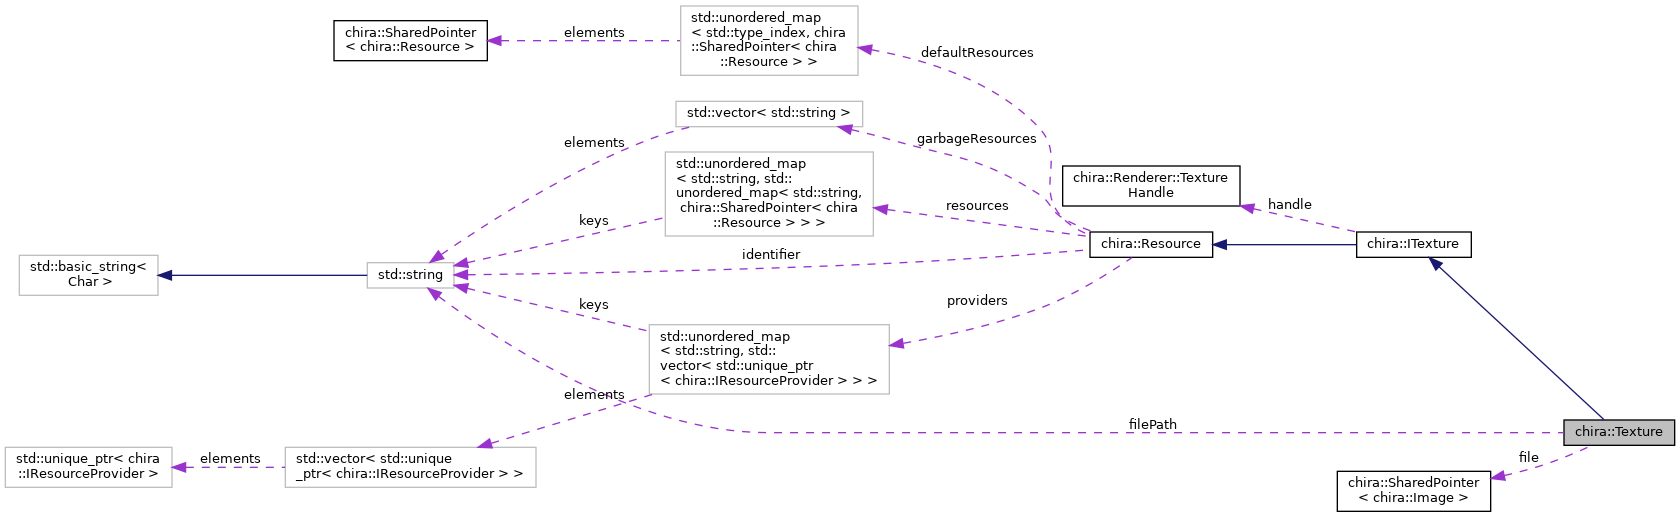 chira::SharedPointer
< chira::Resource >
elements
std::unordered_map
< std::type_index, chira
::SharedPointer< chira
::Resource > >
defaultResources
std::vector< std::string >
elements
garbageResources
std::unordered_map
< std::string, std::
unordered_map< std::string,
chira::SharedPointer< chira
::Resource > > >
keys
resources
chira::Renderer::Texture
Handle
handle
chira::Resource
chira::ITexture
identifier
std::basic_string<
Char >
std::string
keys
providers
std::unordered_map
< std::string, std::
vector< std::unique_ptr
< chira::IResourceProvider > > >
elements
filePath
chira::Texture
std::unique_ptr< chira
::IResourceProvider >
elements
std::vector< std::unique
_ptr< chira::IResourceProvider > >
file
chira::SharedPointer
< chira::Image >